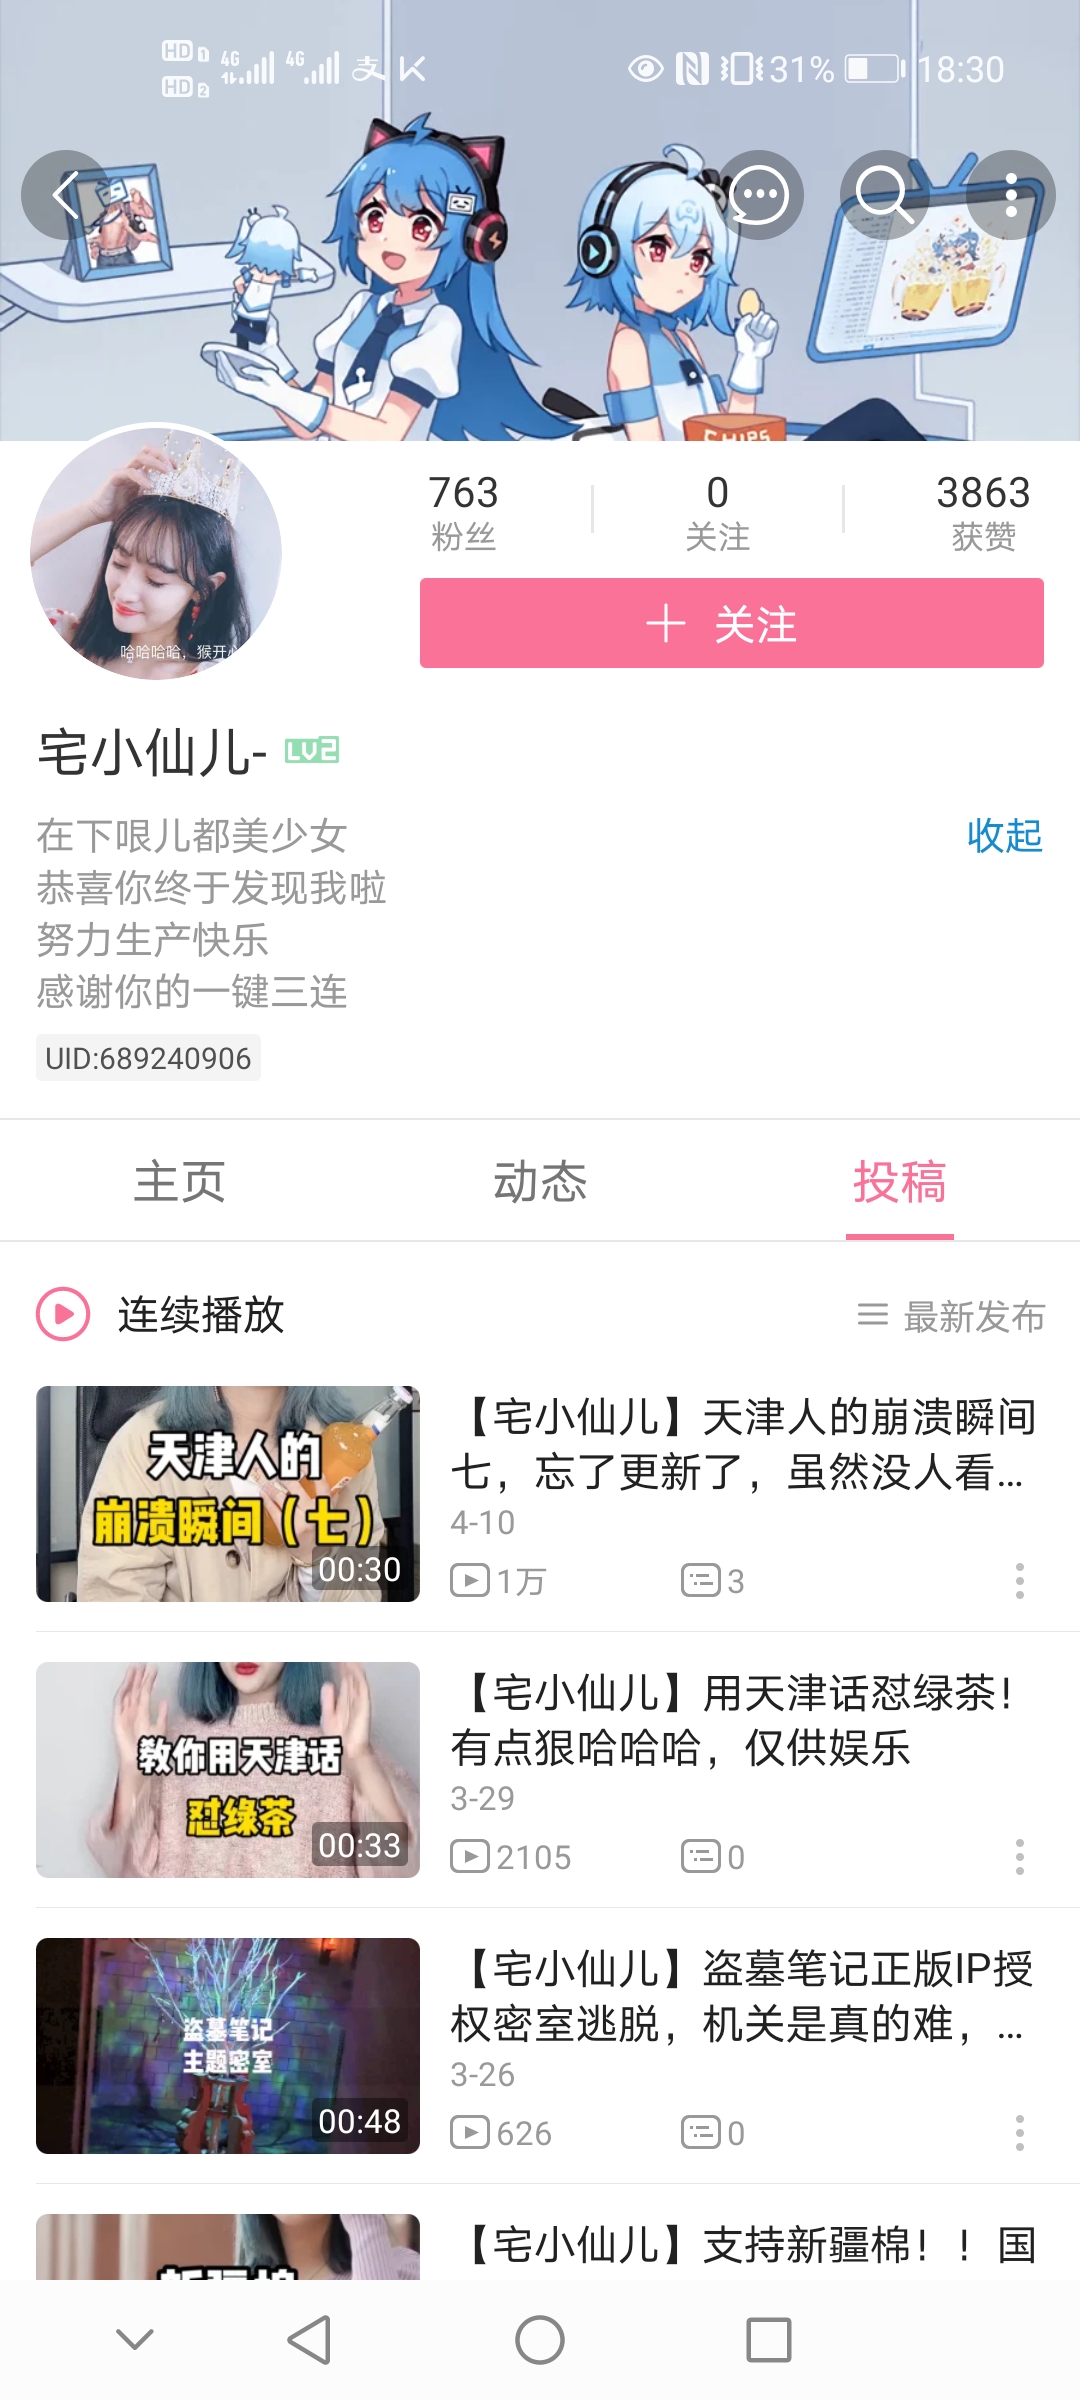 HD 1 4G 4G 支 31% 18:30
HD 2
CHIPS
763 0 3863
粉丝 关注 获赞
关注
哈哈哈哈，猴开心
宅小仙儿- LV2
在下哏儿都美少女 收起
恭喜你终于发现我啦
努力生产快乐
感谢你的一键三连
UID:689240906
主页 动态 投稿
连续播放 最新发布
天津人的
崩溃瞬间（七）
00:30
【宅小仙儿】天津人的崩溃瞬间
七，忘了更新了，虽然没人看...
4-10
1万 3
教你用天津话
怼绿茶
00:33
【宅小仙儿】用天津话怼绿茶！
有点狠哈哈哈，仅供娱乐
3-29
2105 0
盗墓笔记
主题密室
00:48
【宅小仙儿】盗墓笔记正版IP授
权密室逃脱，机关是真的难，...
3-26
626 0
新疆棉
【宅小仙儿】支持新疆棉！！国